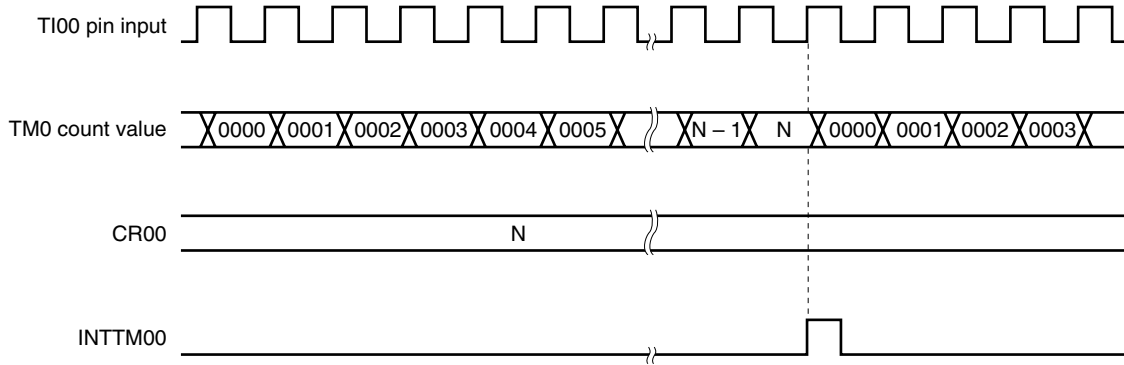 TI00 pin input
TM0 count value 0000 0001 0002 0003 0004 0005 N – 1 N 0000 0001 0002 0003
CR00 N
INTTM00